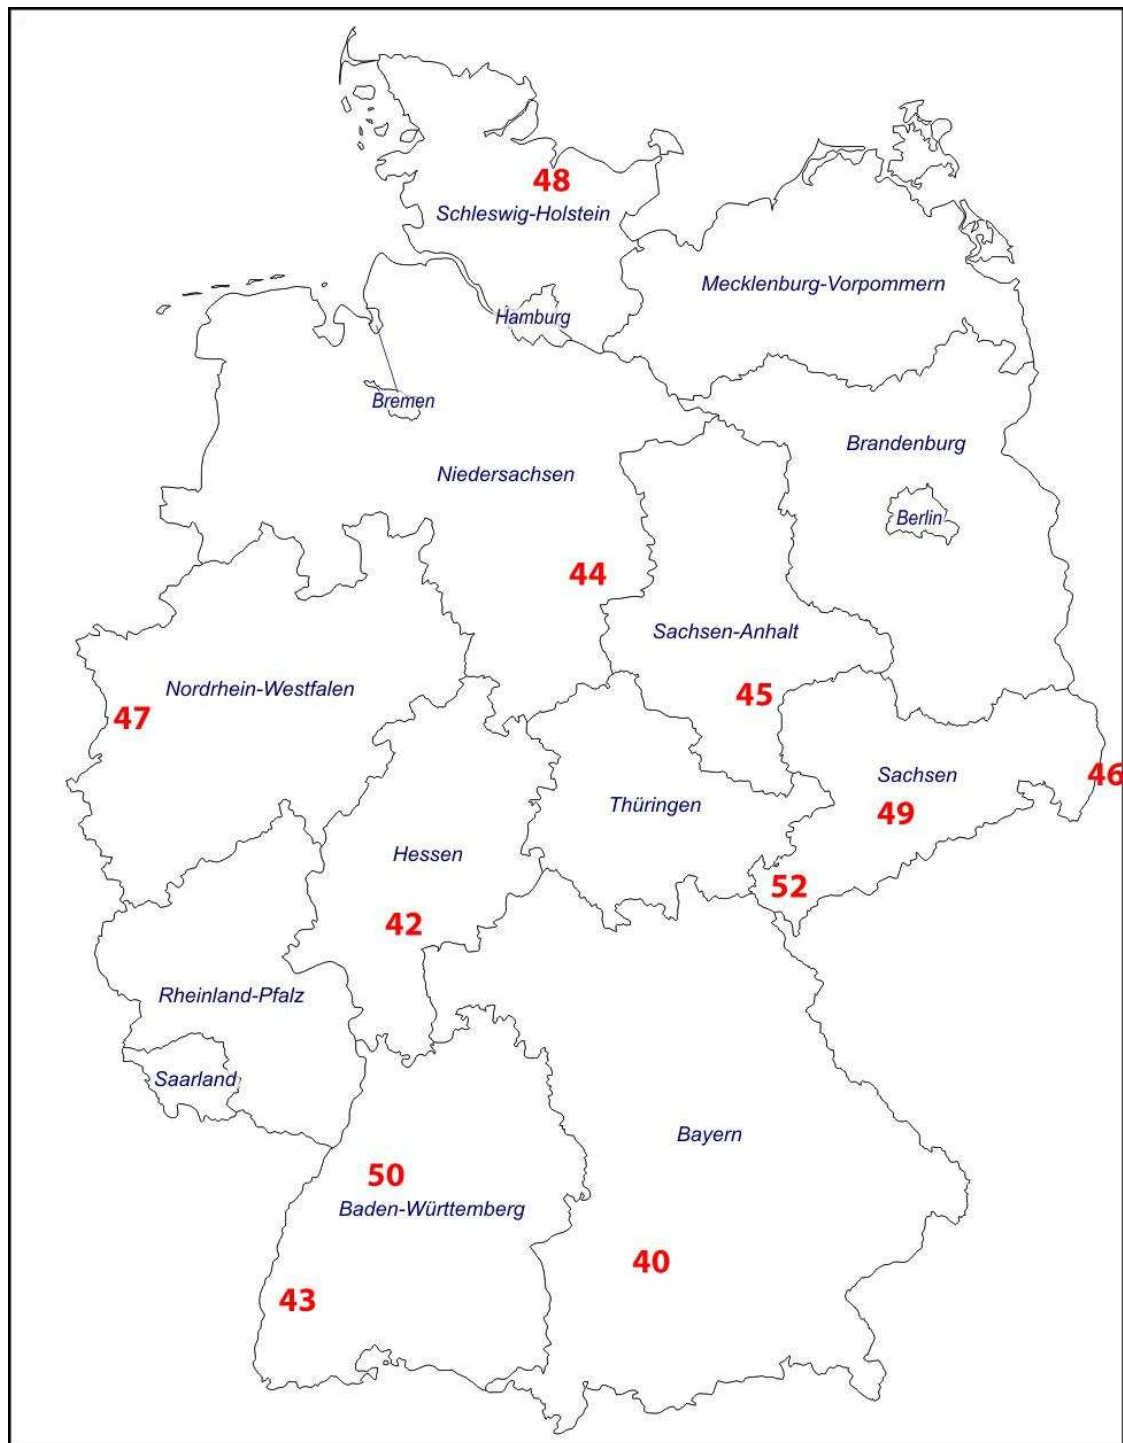 48
Schleswig-Holstein
Mecklenburg-Vorpommern
Hamburg
Bremen
Brandenburg
Niedersachsen
Berlin
44
Sachsen-Anhalt
Nordrhein-Westfalen
45
47
46
Sachsen
Thüringen
49
Hessen
52
42
Rheinland-Pfalz
Saarland
Bayern
50
Baden-Württemberg
40
43